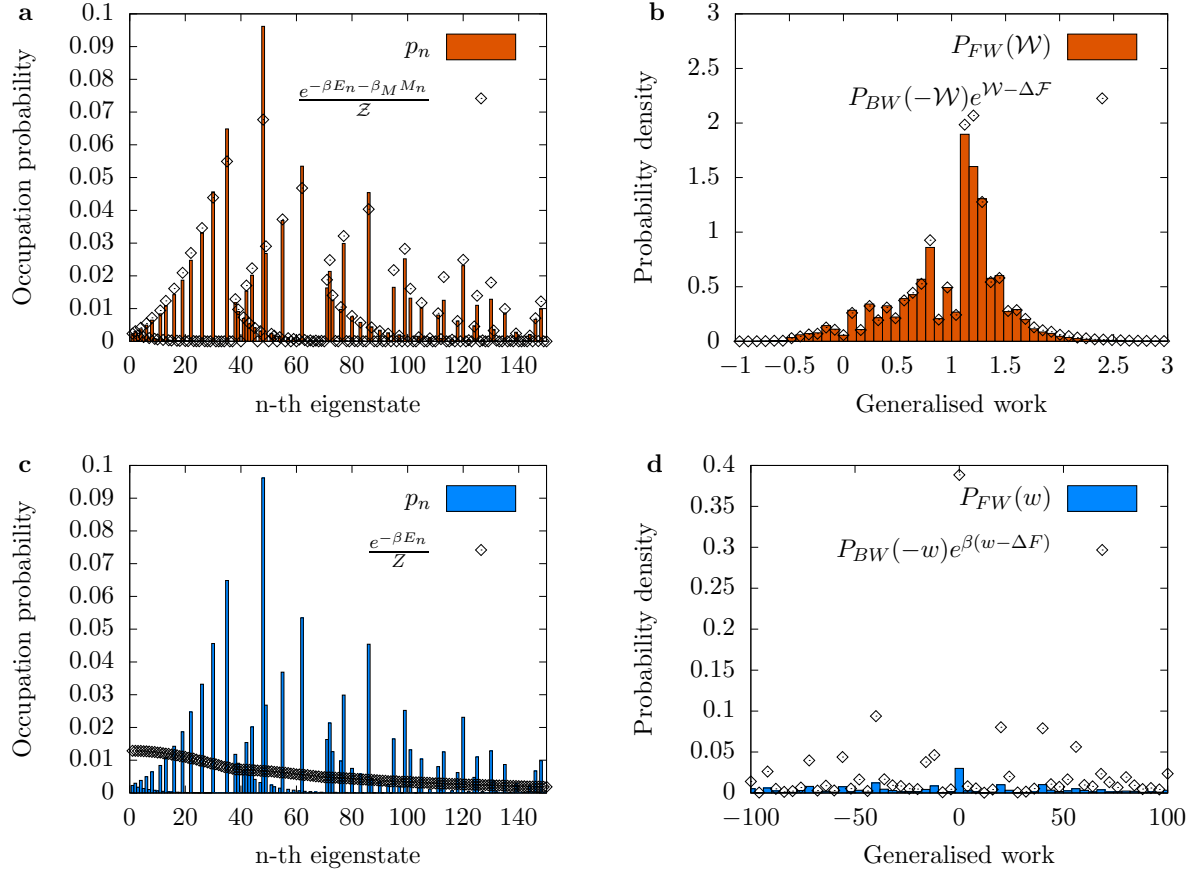 a
0.1
0.09
0.08
0.07
0.06
0.05
0.04
0.03
0.02
0.01
0
Occupation probability
p_n
e^{-βE_n-β_M M_n}/𝒵
0 20 40 60 80 100 120 140
n-th eigenstate
b
3
2.5
2
1.5
1
0.5
0
Probability density
P_{FW}(𝒲)
P_{BW}(-𝒲)e^{𝒲-Δℱ}
−1 −0.5 0 0.5 1 1.5 2 2.5 3
Generalised work
c
0.1
0.09
0.08
0.07
0.06
0.05
0.04
0.03
0.02
0.01
0
Occupation probability
p_n
e^{-βE_n}/Z
0 20 40 60 80 100 120 140
n-th eigenstate
d
0.4
0.35
0.3
0.25
0.2
0.15
0.1
0.05
0
Probability density
P_{FW}(w)
P_{BW}(-w)e^{β(w-ΔF)}
−100 −50 0 50 100
Generalised work